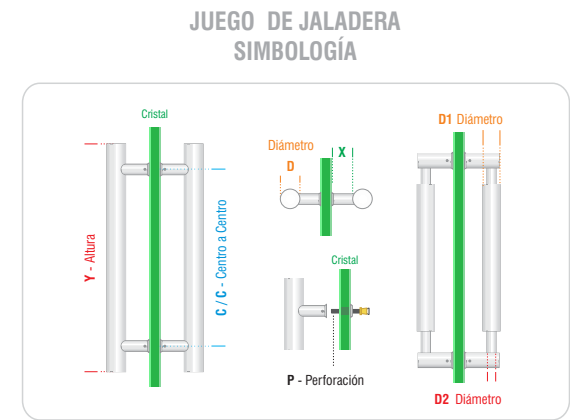 JUEGO DE JALADERA
SIMBOLOGÍA
Cristal
Y - Altura
C / C - Centro a Centro
Diámetro
D
X
Cristal
P - Perforación
D1 Diámetro
D2 Diámetro